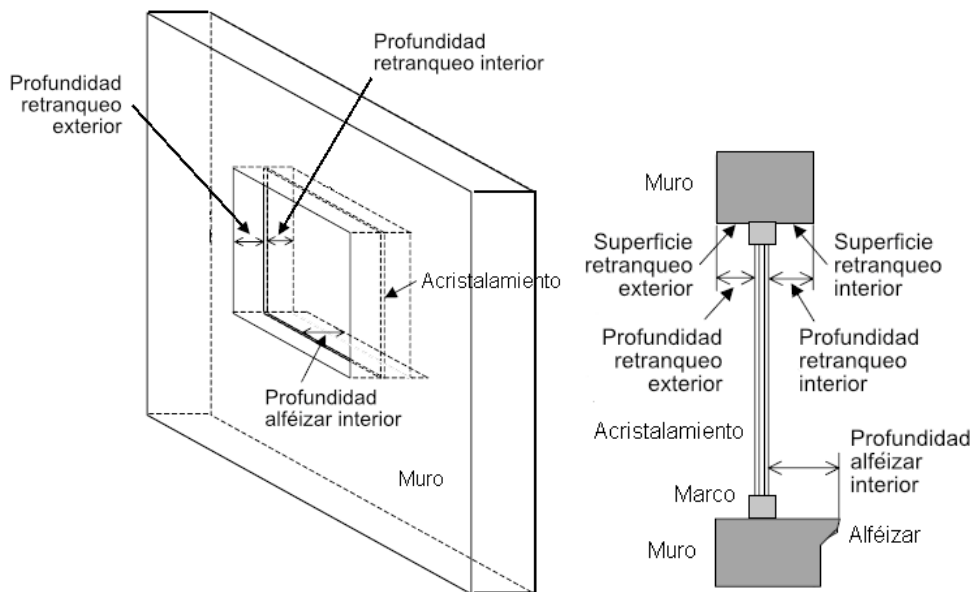 Profundidad
retranqueo interior
Profundidad
retranqueo
exterior
Acristalamiento
Profundidad
alféizar interior
Muro
Muro
Superficie
retranqueo
exterior
Superficie
retranqueo
interior
Profundidad
retranqueo
exterior
Profundidad
retranqueo
interior
Acristalamiento
Profundidad
alféizar
interior
Marco
Alféizar
Muro